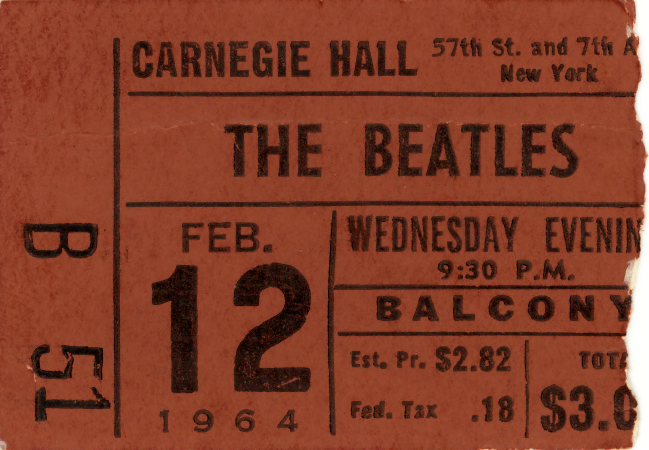 CARNEGIE HALL
57th St. and 7th A
New York
THE BEATLES
B
51
FEB.
12
1964
WEDNESDAY EVENIN
9:30 P.M.
BALCONY
Est. Pr. $2.82
Fed. Tax .18
TOTA
$3.0